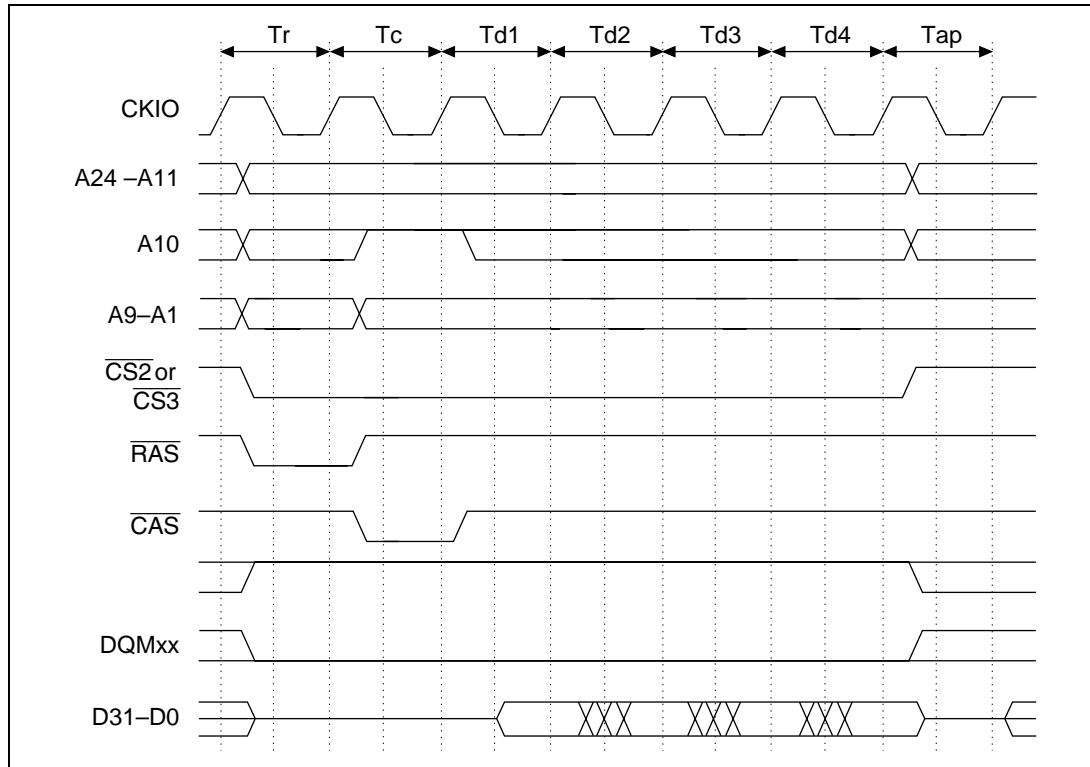 Tr Tc Td1 Td2 Td3 Td4 Tap
CKIO
A24 –A11
A10
A9–A1
CS2 or
CS3
RAS
CAS
DQMxx
D31–D0